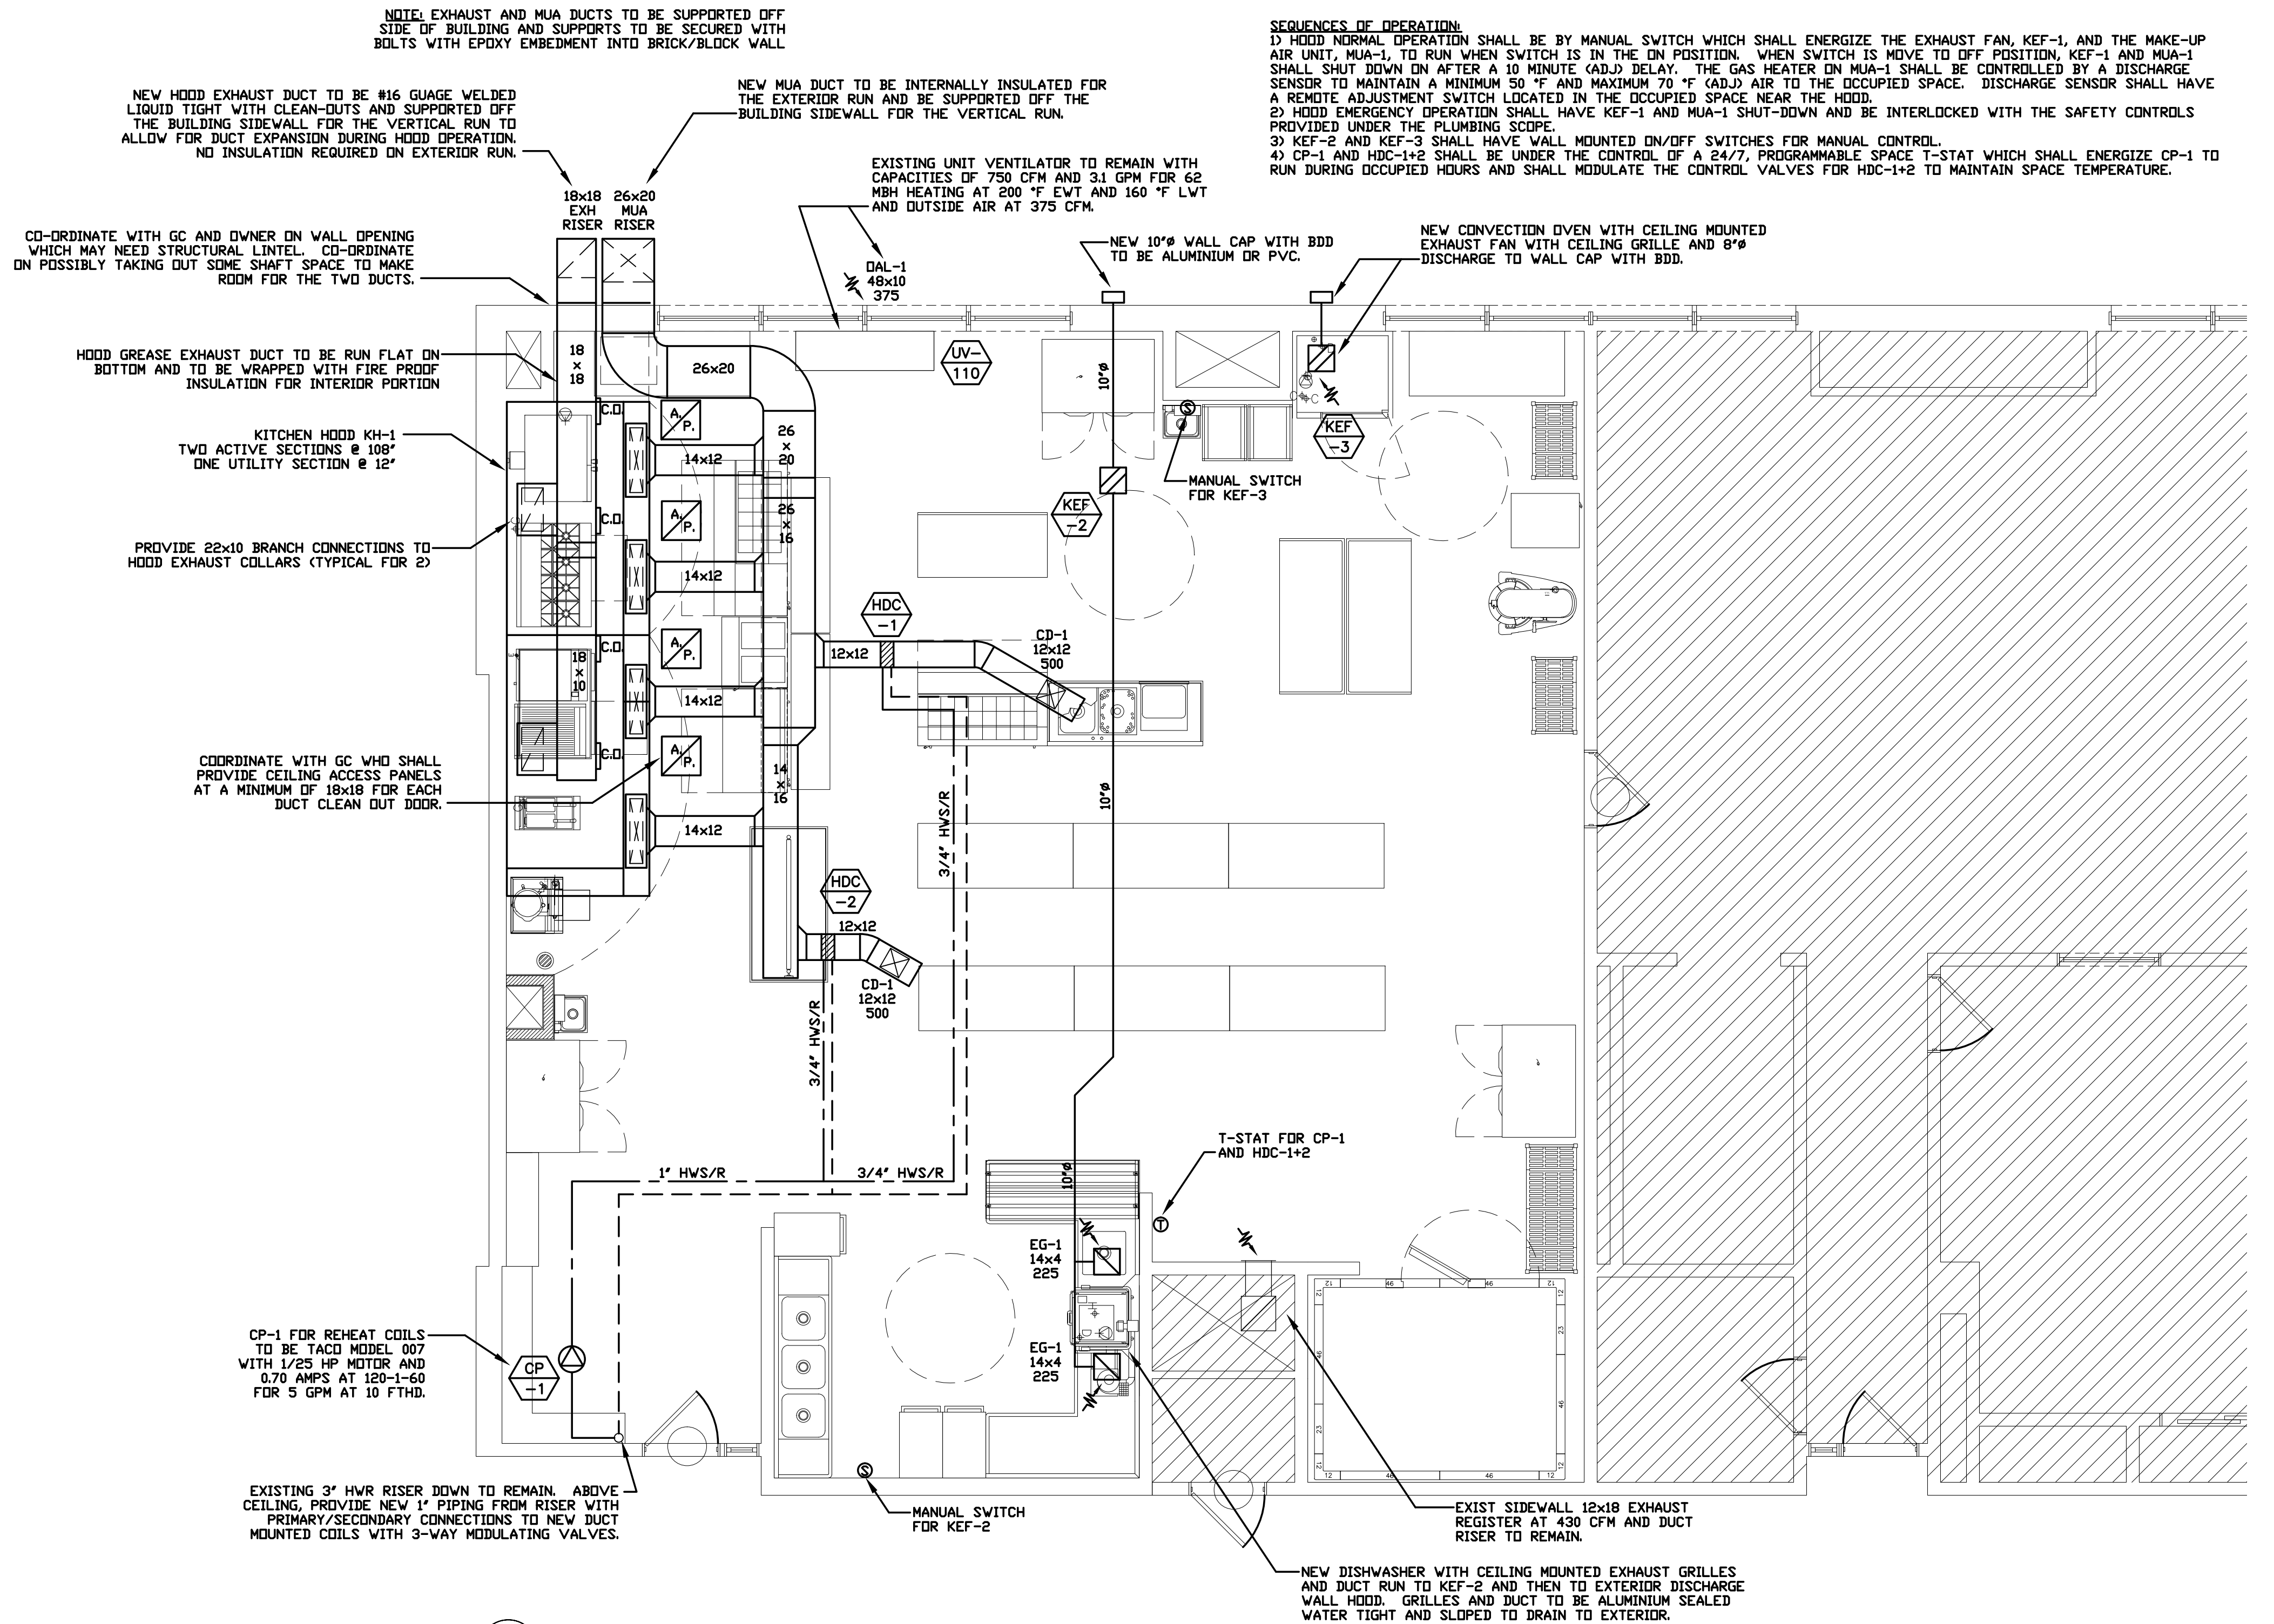 NOTE: EXHAUST AND MUA DUCTS TO BE SUPPORTED OFF
SIDE OF BUILDING AND SUPPORTS TO BE SECURED WITH
BOLTS WITH EPOXY EMBEDMENT INTO BRICK/BLOCK WALL
SEQUENCES OF OPERATION:
1) HOOD NORMAL OPERATION SHALL BE BY MANUAL SWITCH WHICH SHALL ENERGIZE THE EXHAUST FAN, KEF-1, AND THE MAKE-UP
AIR UNIT, MUA-1, TO RUN WHEN SWITCH IS IN THE ON POSITION. WHEN SWITCH IS MOVE TO OFF POSITION, KEF-1 AND MUA-1
SHALL SHUT DOWN ON AFTER A 10 MINUTE (ADJ) DELAY. THE GAS HEATER ON MUA-1 SHALL BE CONTROLLED BY A DISCHARGE
SENSOR TO MAINTAIN A MINIMUM 50 °F AND MAXIMUM 70 °F (ADJ) AIR TO THE OCCUPIED SPACE. DISCHARGE SENSOR SHALL HAVE
A REMOTE ADJUSTMENT SWITCH LOCATED IN THE OCCUPIED SPACE NEAR THE HOOD.
2) HOOD EMERGENCY OPERATION SHALL HAVE KEF-1 AND MUA-1 SHUT-DOWN AND BE INTERLOCKED WITH THE SAFETY CONTROLS
PROVIDED UNDER THE PLUMBING SCOPE.
3) KEF-2 AND KEF-3 SHALL HAVE WALL MOUNTED ON/OFF SWITCHES FOR MANUAL CONTROL.
4) CP-1 AND HDC-1+2 SHALL BE UNDER THE CONTROL OF A 24/7, PROGRAMMABLE SPACE T-STAT WHICH SHALL ENERGIZE CP-1 TO
RUN DURING OCCUPIED HOURS AND SHALL MODULATE THE CONTROL VALVES FOR HDC-1+2 TO MAINTAIN SPACE TEMPERATURE.
NEW HOOD EXHAUST DUCT TO BE #16 GUAGE WELDED
LIQUID TIGHT WITH CLEAN-OUTS AND SUPPORTED OFF
THE BUILDING SIDEWALL FOR THE VERTICAL RUN TO
ALLOW FOR DUCT EXPANSION DURING HOOD OPERATION.
NO INSULATION REQUIRED ON EXTERIOR RUN.
NEW MUA DUCT TO BE INTERNALLY INSULATED FOR
THE EXTERIOR RUN AND BE SUPPORTED OFF THE
BUILDING SIDEWALL FOR THE VERTICAL RUN.
EXISTING UNIT VENTILATOR TO REMAIN WITH
CAPACITIES OF 750 CFM AND 3.1 GPM FOR 62
MBH HEATING AT 200 °F EWT AND 160 °F LWT
AND OUTSIDE AIR AT 375 CFM.
18x18
EXH
RISER
26x20
MUA
RISER
CO-ORDINATE WITH GC AND OWNER ON WALL OPENING
WHICH MAY NEED STRUCTURAL LINTEL. CO-ORDINATE
ON POSSIBLY TAKING OUT SOME SHAFT SPACE TO MAKE
ROOM FOR THE TWO DUCTS.
OAL-1
48x10
375
NEW 10"Ø WALL CAP WITH BDD
TO BE ALUMINIUM OR PVC.
NEW CONVECTION OVEN WITH CEILING MOUNTED
EXHAUST FAN WITH CEILING GRILLE AND 8"Ø
DISCHARGE TO WALL CAP WITH BDD.
HOOD GREASE EXHAUST DUCT TO BE RUN FLAT ON
BOTTOM AND TO BE WRAPPED WITH FIRE PROOF
INSULATION FOR INTERIOR PORTION
18
x
18
26x20
UV-
110
10"Ø
KITCHEN HOOD KH-1
TWO ACTIVE SECTIONS @ 108"
ONE UTILITY SECTION @ 12"
C.O.
A.
P.
26
x
20
14x12
S
KEF
-3
MANUAL SWITCH
FOR KEF-3
KEF
-2
PROVIDE 22x10 BRANCH CONNECTIONS TO
HOOD EXHAUST COLLARS (TYPICAL FOR 2)
C.O.
A.
P.
26
x
16
14x12
HDC
-1
12x12
CD-1
12x12
500
C.O.
A.
P.
18
x
10
14x12
COORDINATE WITH GC WHO SHALL
PROVIDE CEILING ACCESS PANELS
AT A MINIMUM OF 18x18 FOR EACH
DUCT CLEAN OUT DOOR.
C.O.
A.
P.
14
x
16
14x12
3/4" HWS/R
10"Ø
HDC
-2
12x12
CD-1
12x12
500
3/4" HWS/R
1" HWS/R
3/4" HWS/R
10"Ø
T-STAT FOR CP-1
AND HDC-1+2
T
EG-1
14x4
225
EG-1
14x4
225
12
46
46
12
12
23
46
12
46
23
12
12
46
46
12
CP-1 FOR REHEAT COILS
TO BE TACO MODEL 007
WITH 1/25 HP MOTOR AND
0.70 AMPS AT 120-1-60
FOR 5 GPM AT 10 FTHD.
CP
-1
EXISTING 3" HWR RISER DOWN TO REMAIN. ABOVE
CEILING, PROVIDE NEW 1" PIPING FROM RISER WITH
PRIMARY/SECONDARY CONNECTIONS TO NEW DUCT
MOUNTED COILS WITH 3-WAY MODULATING VALVES.
S
MANUAL SWITCH
FOR KEF-2
EXIST SIDEWALL 12x18 EXHAUST
REGISTER AT 430 CFM AND DUCT
RISER TO REMAIN.
NEW DISHWASHER WITH CEILING MOUNTED EXHAUST GRILLES
AND DUCT RUN TO KEF-2 AND THEN TO EXTERIOR DISCHARGE
WALL HOOD. GRILLES AND DUCT TO BE ALUMINIUM SEALED
WATER TIGHT AND SLOPED TO DRAIN TO EXTERIOR.